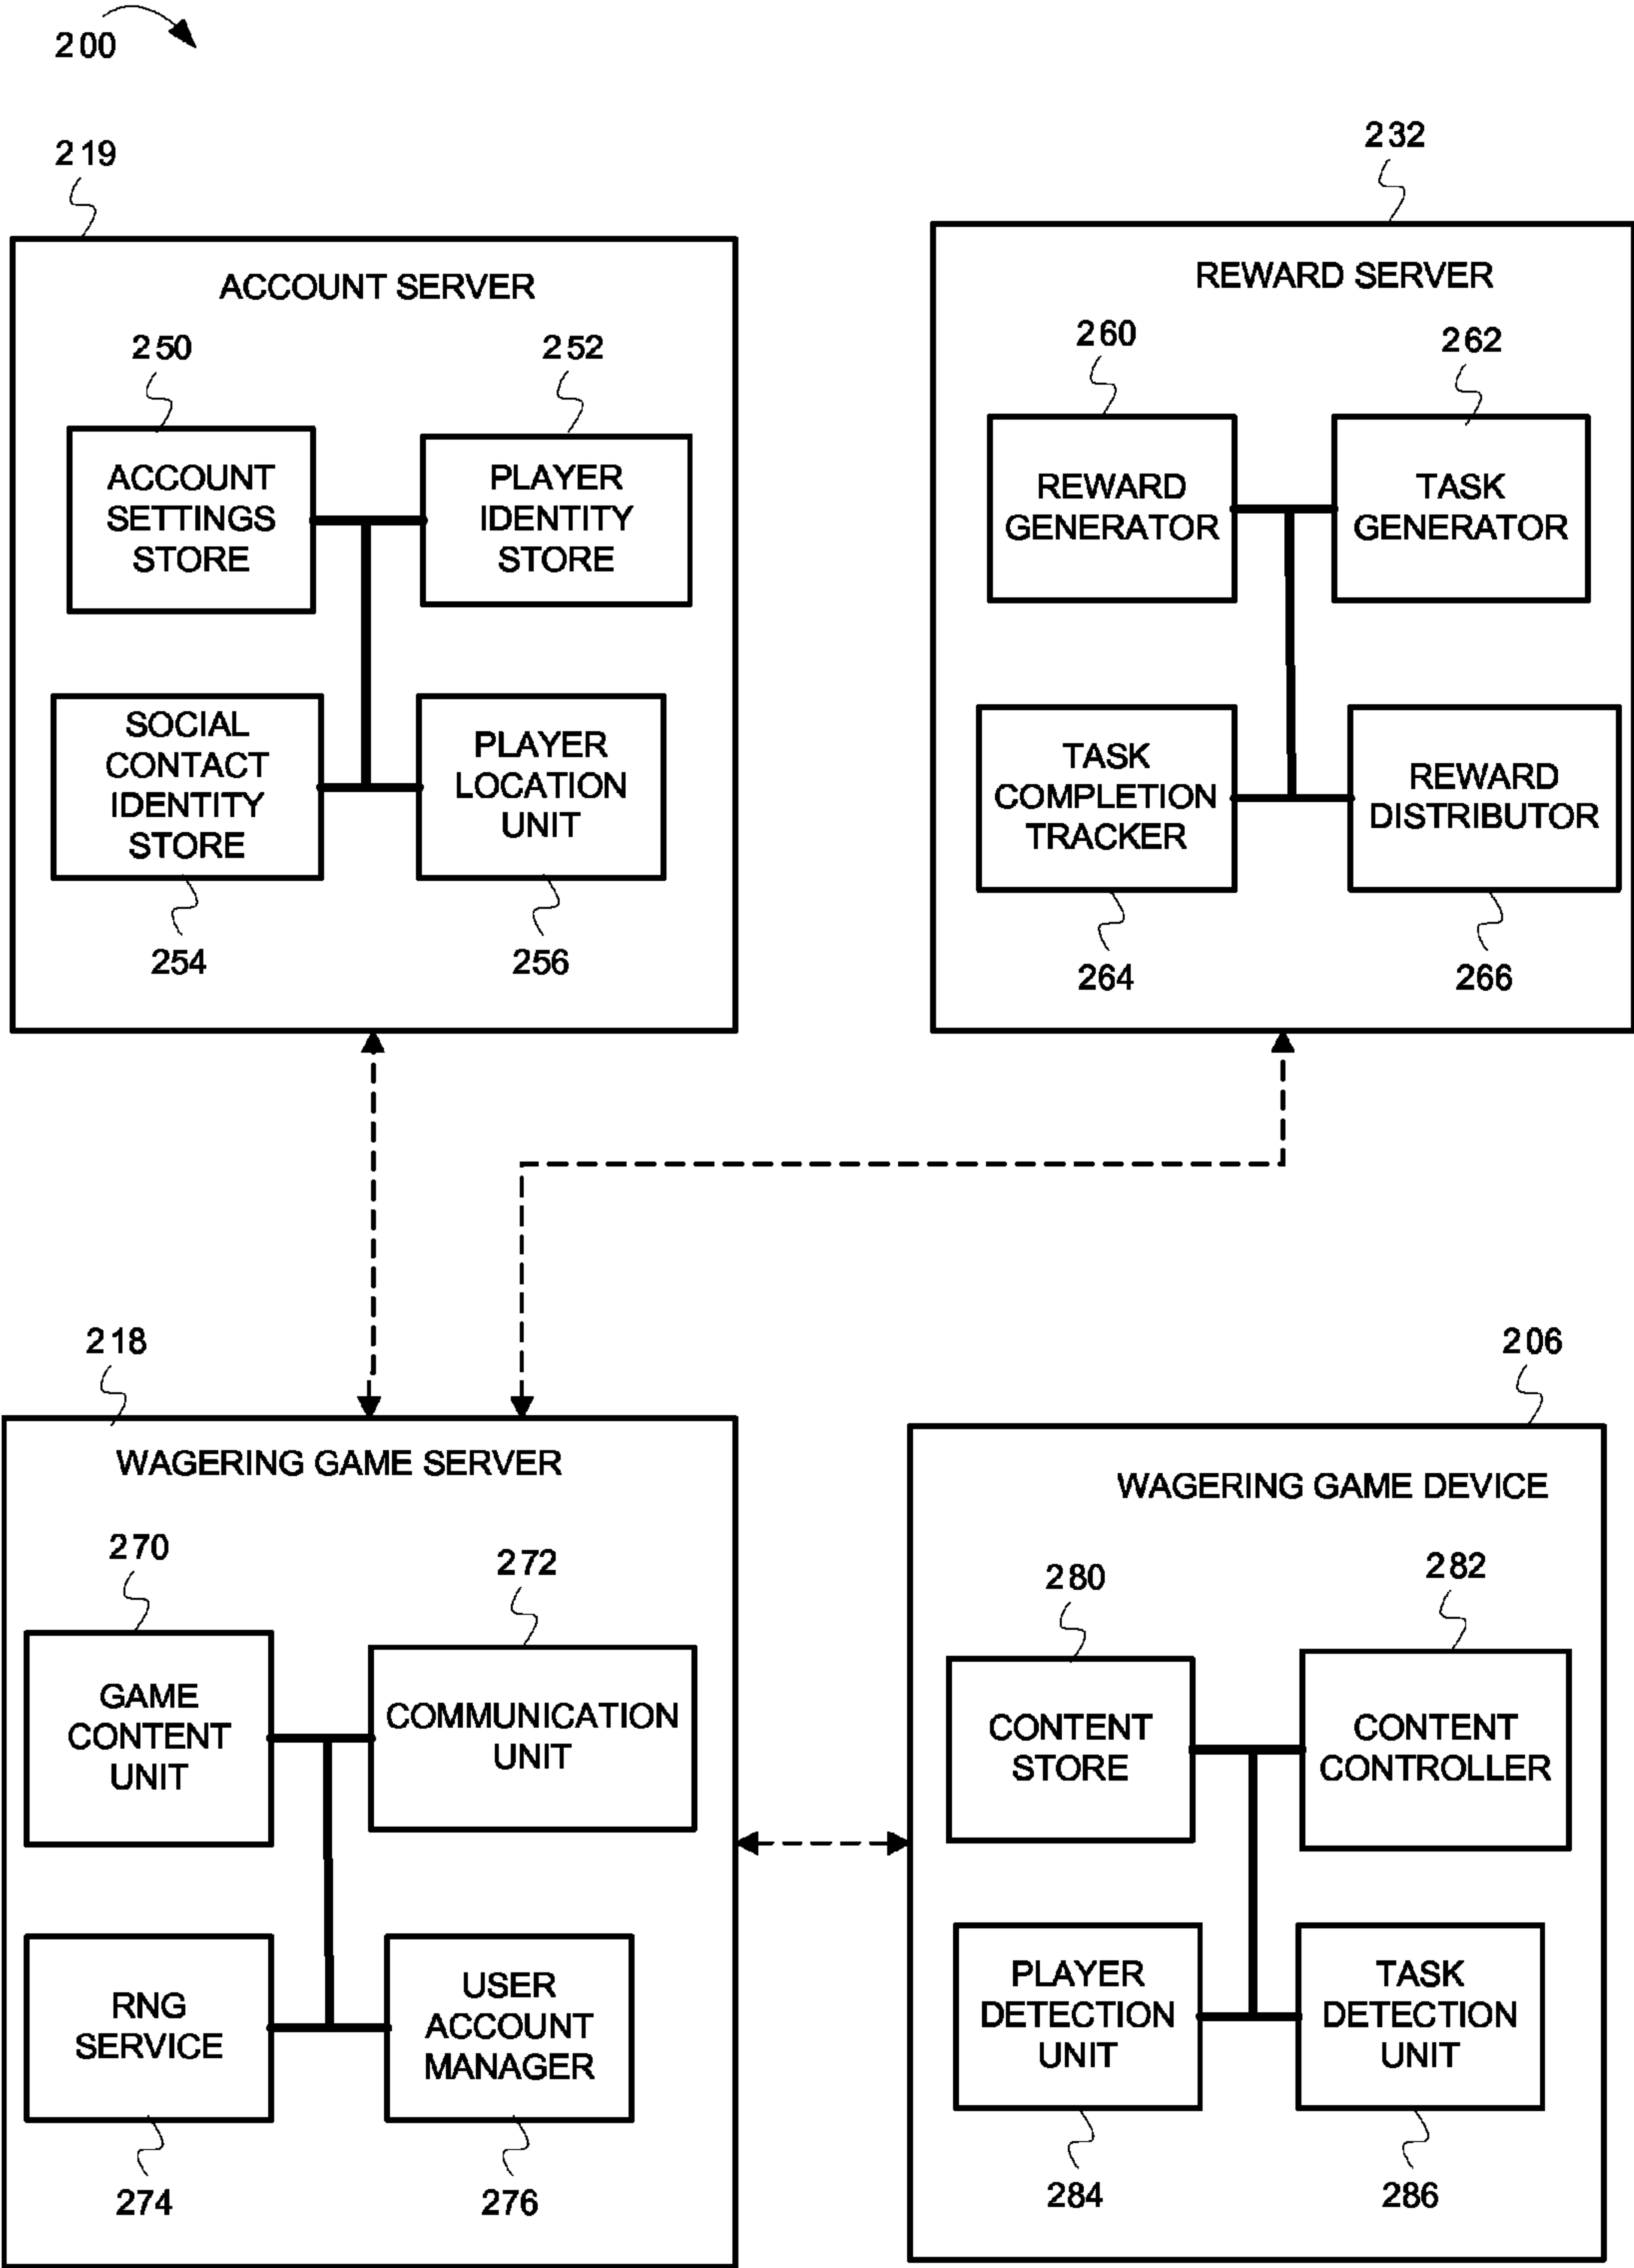 200
219
ACCOUNT SERVER
250
252
ACCOUNT
SETTINGS
STORE
PLAYER
IDENTITY
STORE
SOCIAL
CONTACT
IDENTITY
STORE
PLAYER
LOCATION
UNIT
254
256
232
REWARD SERVER
260
262
REWARD
GENERATOR
TASK
GENERATOR
TASK
COMPLETION
TRACKER
REWARD
DISTRIBUTOR
264
266
218
WAGERING GAME SERVER
270
272
GAME
CONTENT
UNIT
COMMUNICATION
UNIT
RNG
SERVICE
USER
ACCOUNT
MANAGER
274
276
206
WAGERING GAME DEVICE
280
282
CONTENT
STORE
CONTENT
CONTROLLER
PLAYER
DETECTION
UNIT
TASK
DETECTION
UNIT
284
286